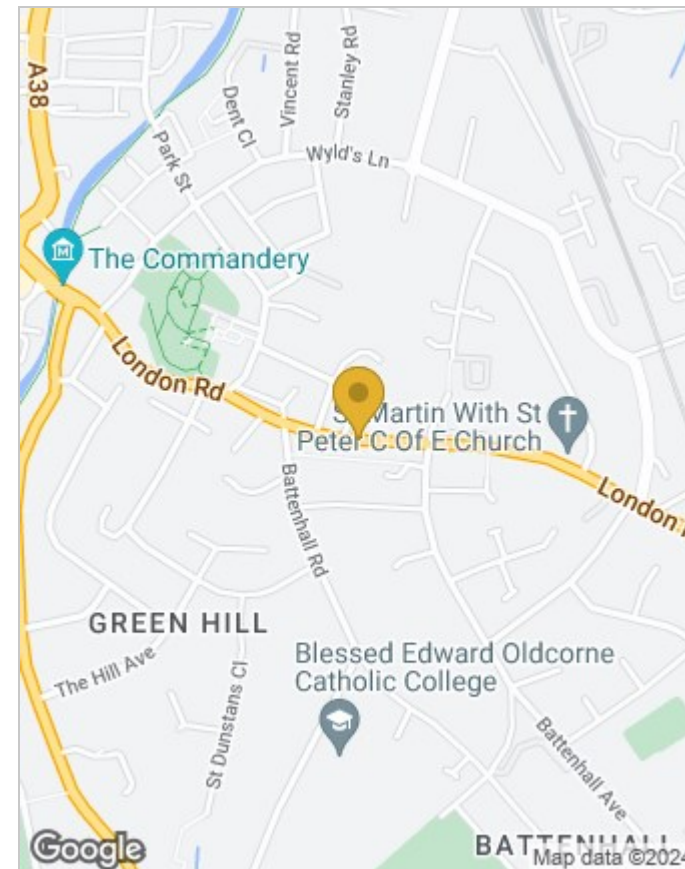 A38
Vincent Rd
Stanley Rd
Dent Cl
Park St
Wyld's Ln
The Commandery
London Rd
St Martin With St
Peter C Of E Church
London
Battenhall Rd
GREEN HILL
The Hill Ave
St Dunstans Cl
Blessed Edward Oldcorne
Catholic College
Battenhall Ave
BATTENHALL
Google
Map data ©2024